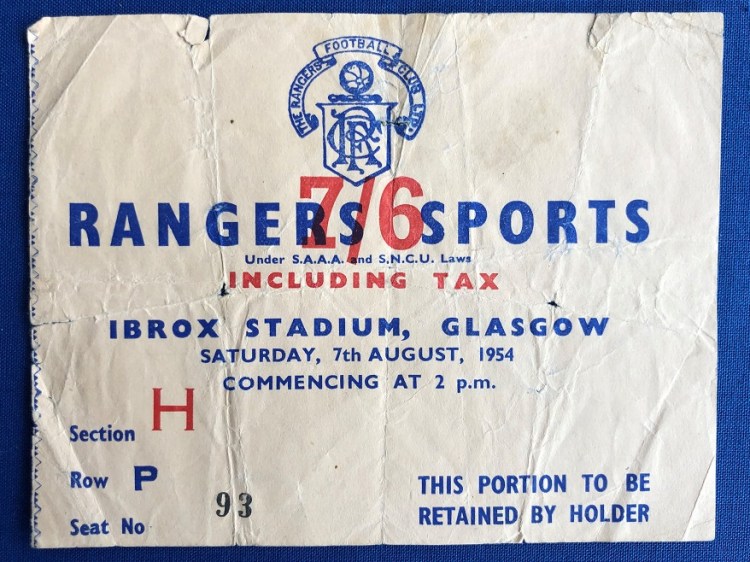 THE RANGERS FOOTBALL CLUB LTD.
RFC
7/6
RANGERS SPORTS
Under S.A.A.A. and S.N.C.U. Laws
INCLUDING TAX
IBROX STADIUM, GLASGOW
SATURDAY, 7th AUGUST, 1954
COMMENCING AT 2 p.m.
Section H
Row P
Seat No 93
THIS PORTION TO BE
RETAINED BY HOLDER